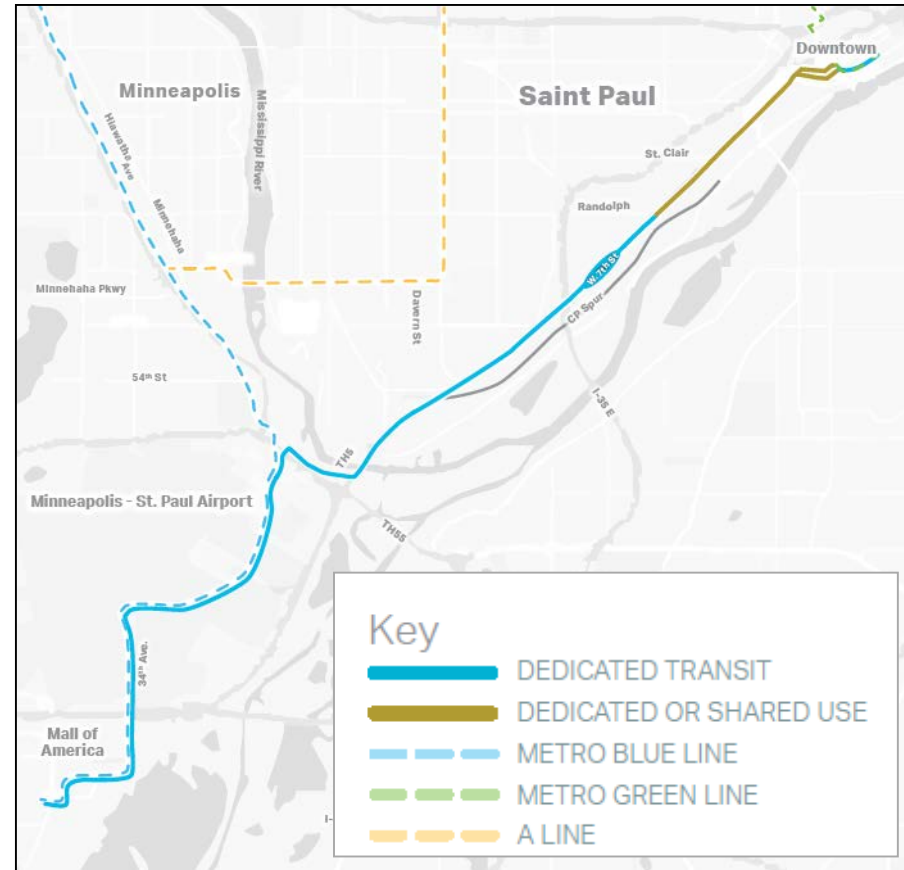 Downtown
Minneapolis
Saint Paul
Hiawatha Ave
Mississippi River
St. Clair
Minnehaha
Randolph
W. 7th St
Minnehaha Pkwy
Davern St
CP Spur
54th St
I-35 E
TH5
Minneapolis - St. Paul Airport
TH55
34th Ave.
Mall of
America
Key
DEDICATED TRANSIT
DEDICATED OR SHARED USE
METRO BLUE LINE
METRO GREEN LINE
A LINE